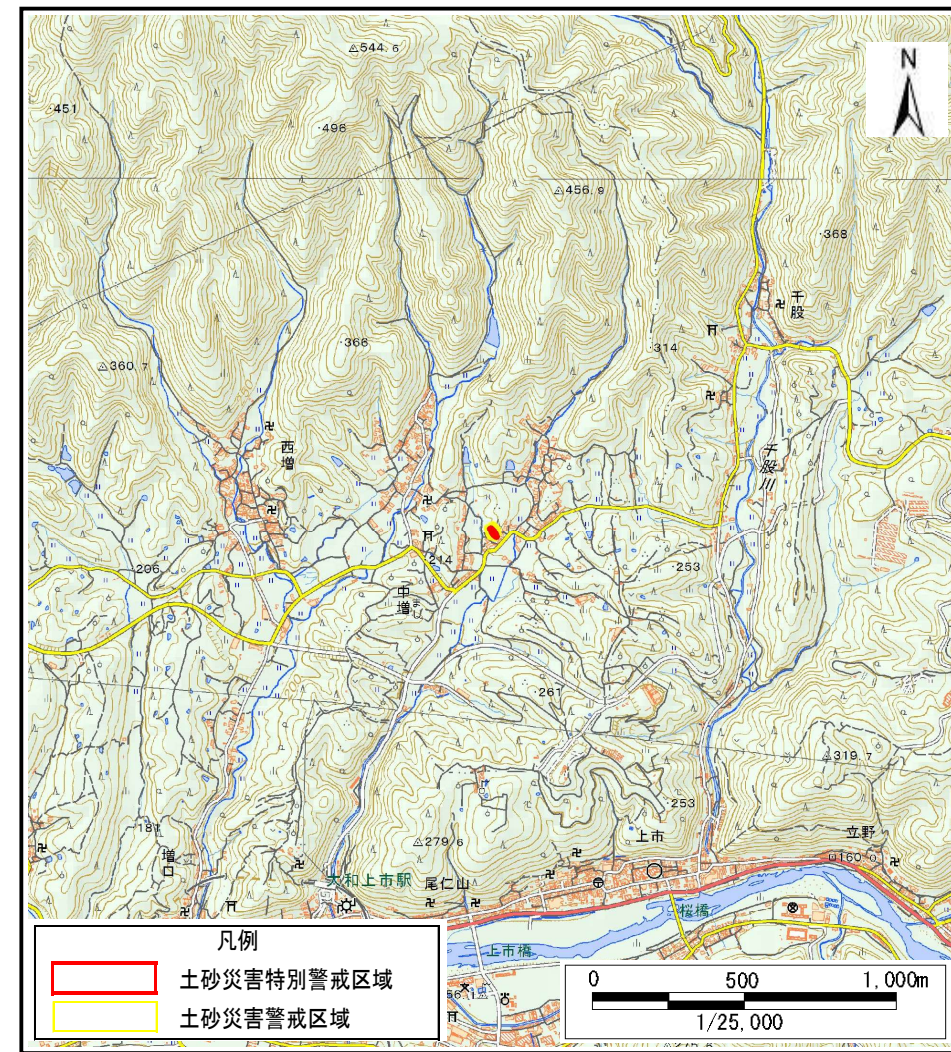 544.6
N
451
496
456.9
368
千股
366
314
360.7
西増
千股川
214
206
253
中増
まし
261
319.7
253
181
上市
立野
279.6
160.0
増口
大和上市駅
尾仁山
桜橋
上市橋
凡例
土砂災害特別警戒区域
土砂災害警戒区域
0 500 1,000m
1/25,000